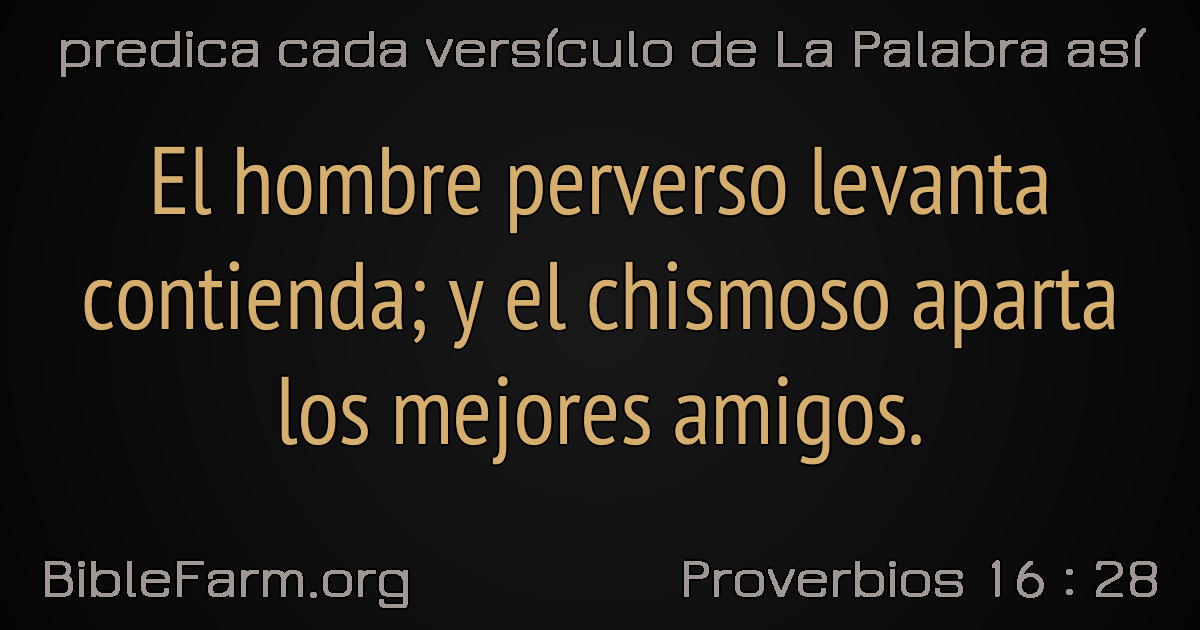 predica cada versículo de La Palabra así
El hombre perverso levanta
contienda; y el chismoso aparta
los mejores amigos.
BibleFarm.org
Proverbios 16 : 28